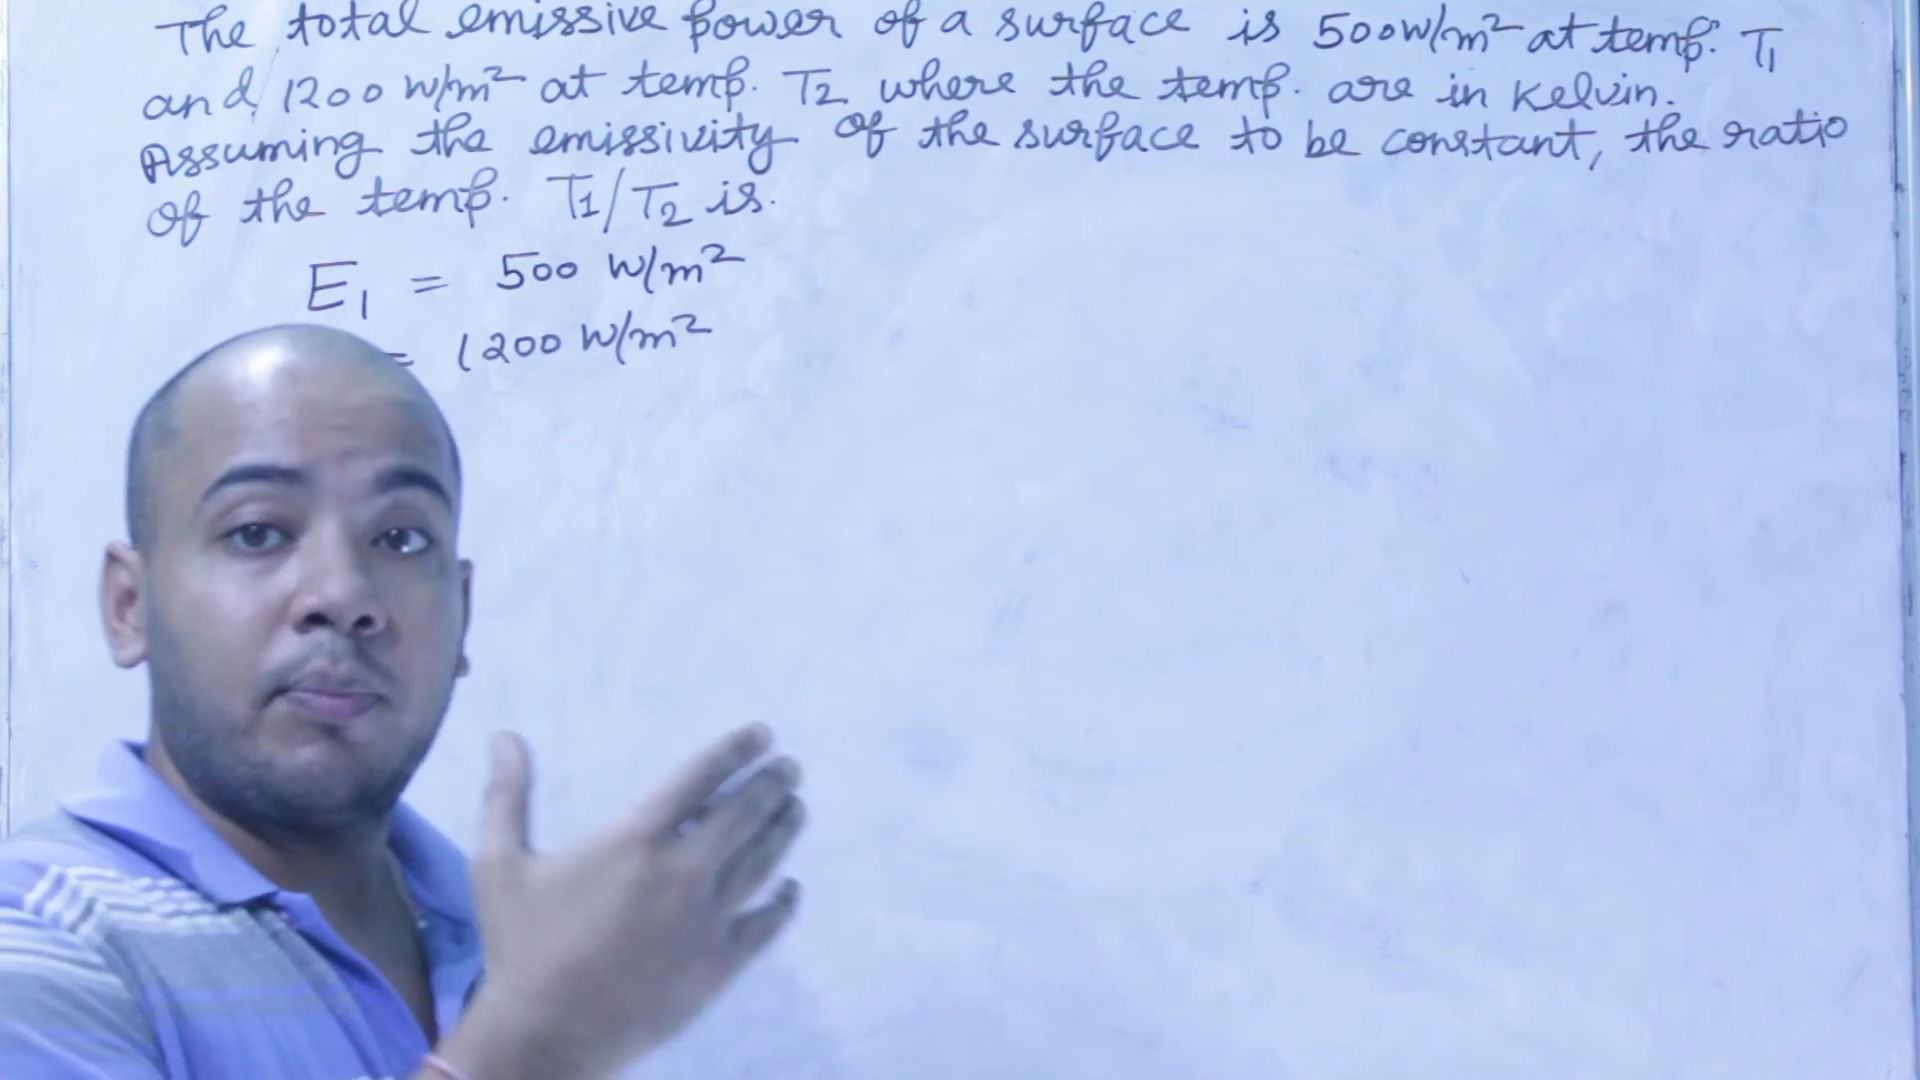 The total emissive power of a surface is 500 W/m² at temp. T1
and 1200 W/m² at temp. T2 where the temp. are in Kelvin.
Assuming the emissivity of the surface to be constant, the ratio
of the temp. T1/T2 is.
E1 = 500 W/m²
= 1200 W/m²